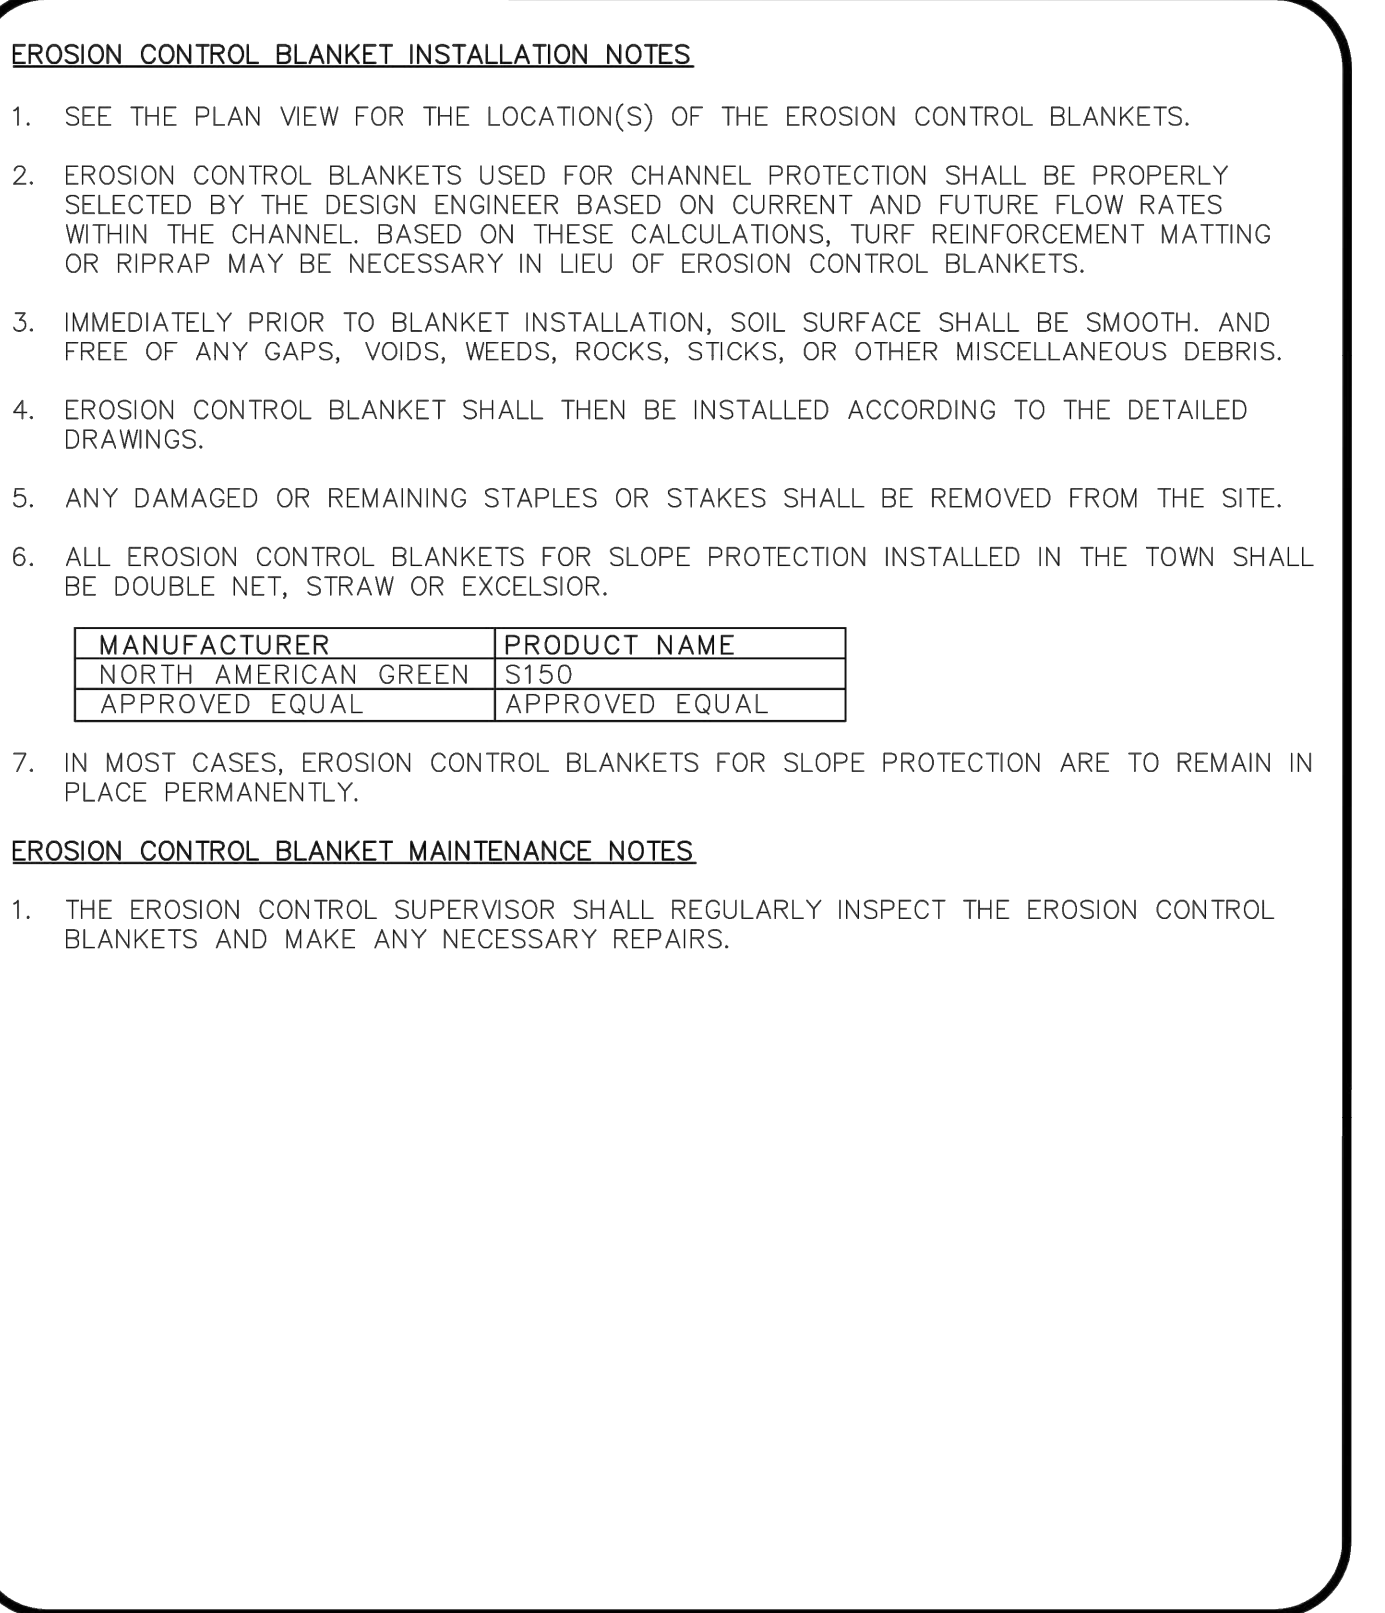 EROSION CONTROL BLANKET INSTALLATION NOTES
1. SEE THE PLAN VIEW FOR THE LOCATION(S) OF THE EROSION CONTROL BLANKETS.
2. EROSION CONTROL BLANKETS USED FOR CHANNEL PROTECTION SHALL BE PROPERLY
SELECTED BY THE DESIGN ENGINEER BASED ON CURRENT AND FUTURE FLOW RATES
WITHIN THE CHANNEL. BASED ON THESE CALCULATIONS, TURF REINFORCEMENT MATTING
OR RIPRAP MAY BE NECESSARY IN LIEU OF EROSION CONTROL BLANKETS.
3. IMMEDIATELY PRIOR TO BLANKET INSTALLATION, SOIL SURFACE SHALL BE SMOOTH. AND
FREE OF ANY GAPS, VOIDS, WEEDS, ROCKS, STICKS, OR OTHER MISCELLANEOUS DEBRIS.
4. EROSION CONTROL BLANKET SHALL THEN BE INSTALLED ACCORDING TO THE DETAILED
DRAWINGS.
5. ANY DAMAGED OR REMAINING STAPLES OR STAKES SHALL BE REMOVED FROM THE SITE.
6. ALL EROSION CONTROL BLANKETS FOR SLOPE PROTECTION INSTALLED IN THE TOWN SHALL
BE DOUBLE NET, STRAW OR EXCELSIOR.
MANUFACTURER PRODUCT NAME
NORTH AMERICAN GREEN S150
APPROVED EQUAL APPROVED EQUAL
7. IN MOST CASES, EROSION CONTROL BLANKETS FOR SLOPE PROTECTION ARE TO REMAIN IN
PLACE PERMANENTLY.
EROSION CONTROL BLANKET MAINTENANCE NOTES
1. THE EROSION CONTROL SUPERVISOR SHALL REGULARLY INSPECT THE EROSION CONTROL
BLANKETS AND MAKE ANY NECESSARY REPAIRS.